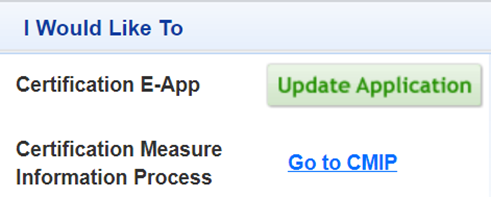 I Would Like To
Certification E-App
Update Application
Certification Measure
Information Process
Go to CMIP